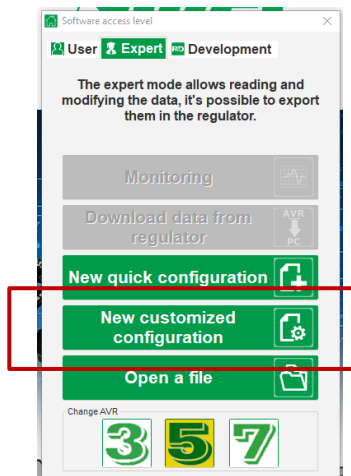 Software access level
User Expert RD Development
The expert mode allows reading and
modifying the data, it's possible to export
them in the regulator.
Monitoring
Download data from
regulator
AVR
PC
New quick configuration
New customized
configuration
Open a file
Change AVR
3 5 7